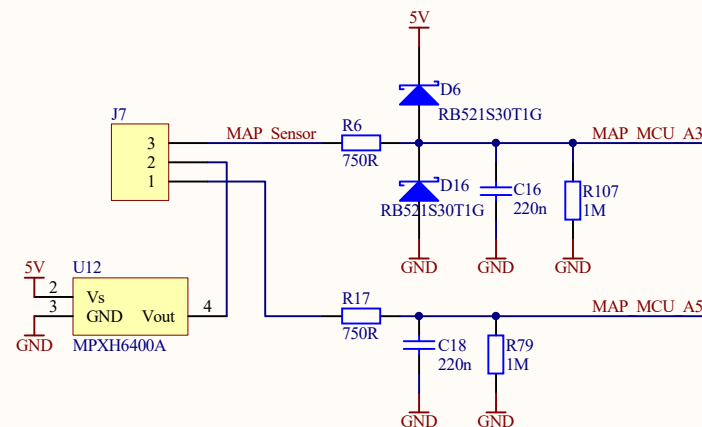 5V
D6
RB521S30T1G
J7
3
2
1
MAP_Sensor
R6
750R
MAP_MCU_A3
D16
RB521S30T1G
C16
220n
R107
1M
GND
GND
GND
5V
U12
2
3
Vs
GND
Vout
4
GND
MPXH6400A
R17
750R
MAP_MCU_A5
C18
220n
R79
1M
GND
GND